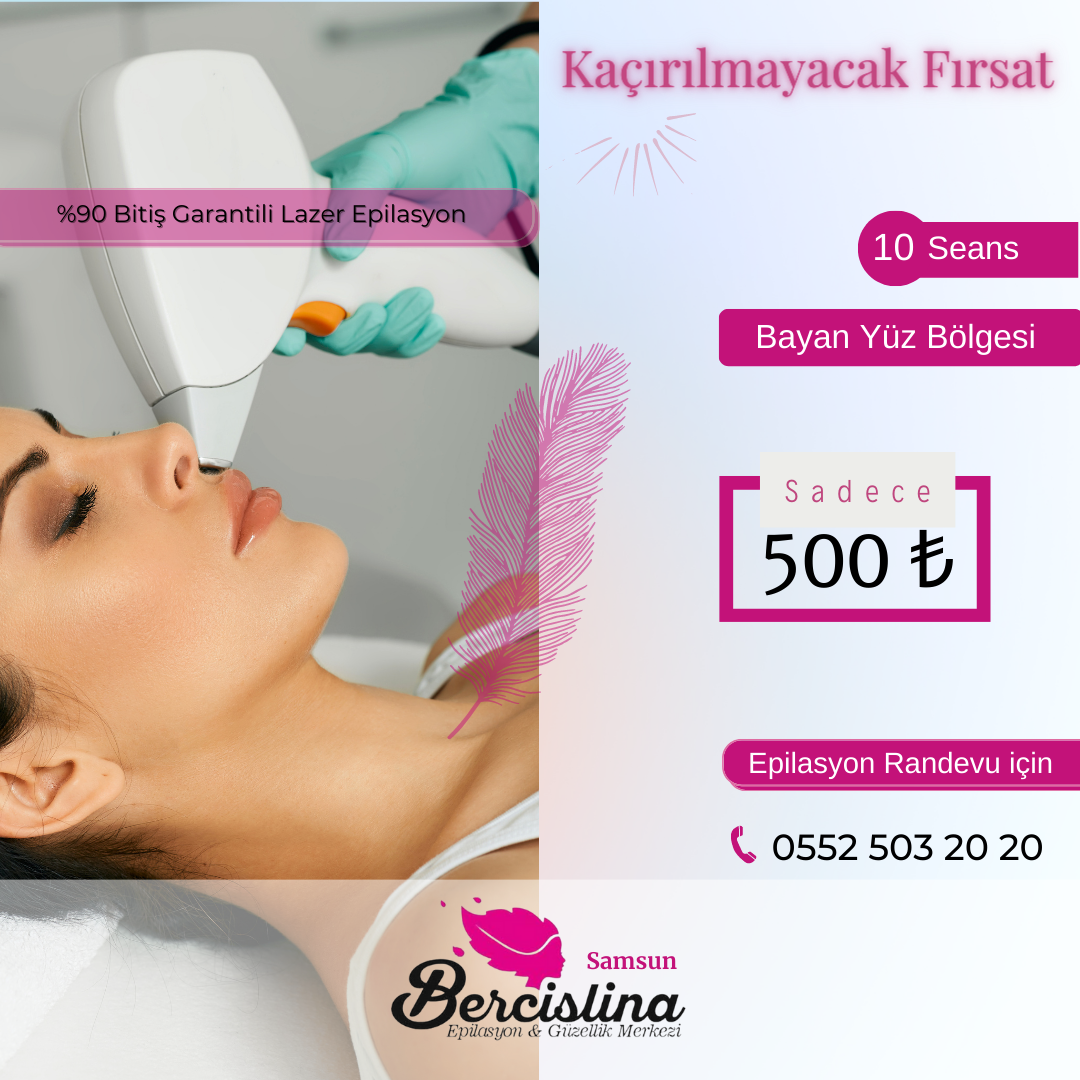 Kaçırılmayacak Fırsat
%90 Bitiş Garantili Lazer Epilasyon
10 Seans
Bayan Yüz Bölgesi
Sadece
500 ₺
Epilasyon Randevu için
0552 503 20 20
Samsun
Bercislina
Epilasyon & Güzellik Merkezi